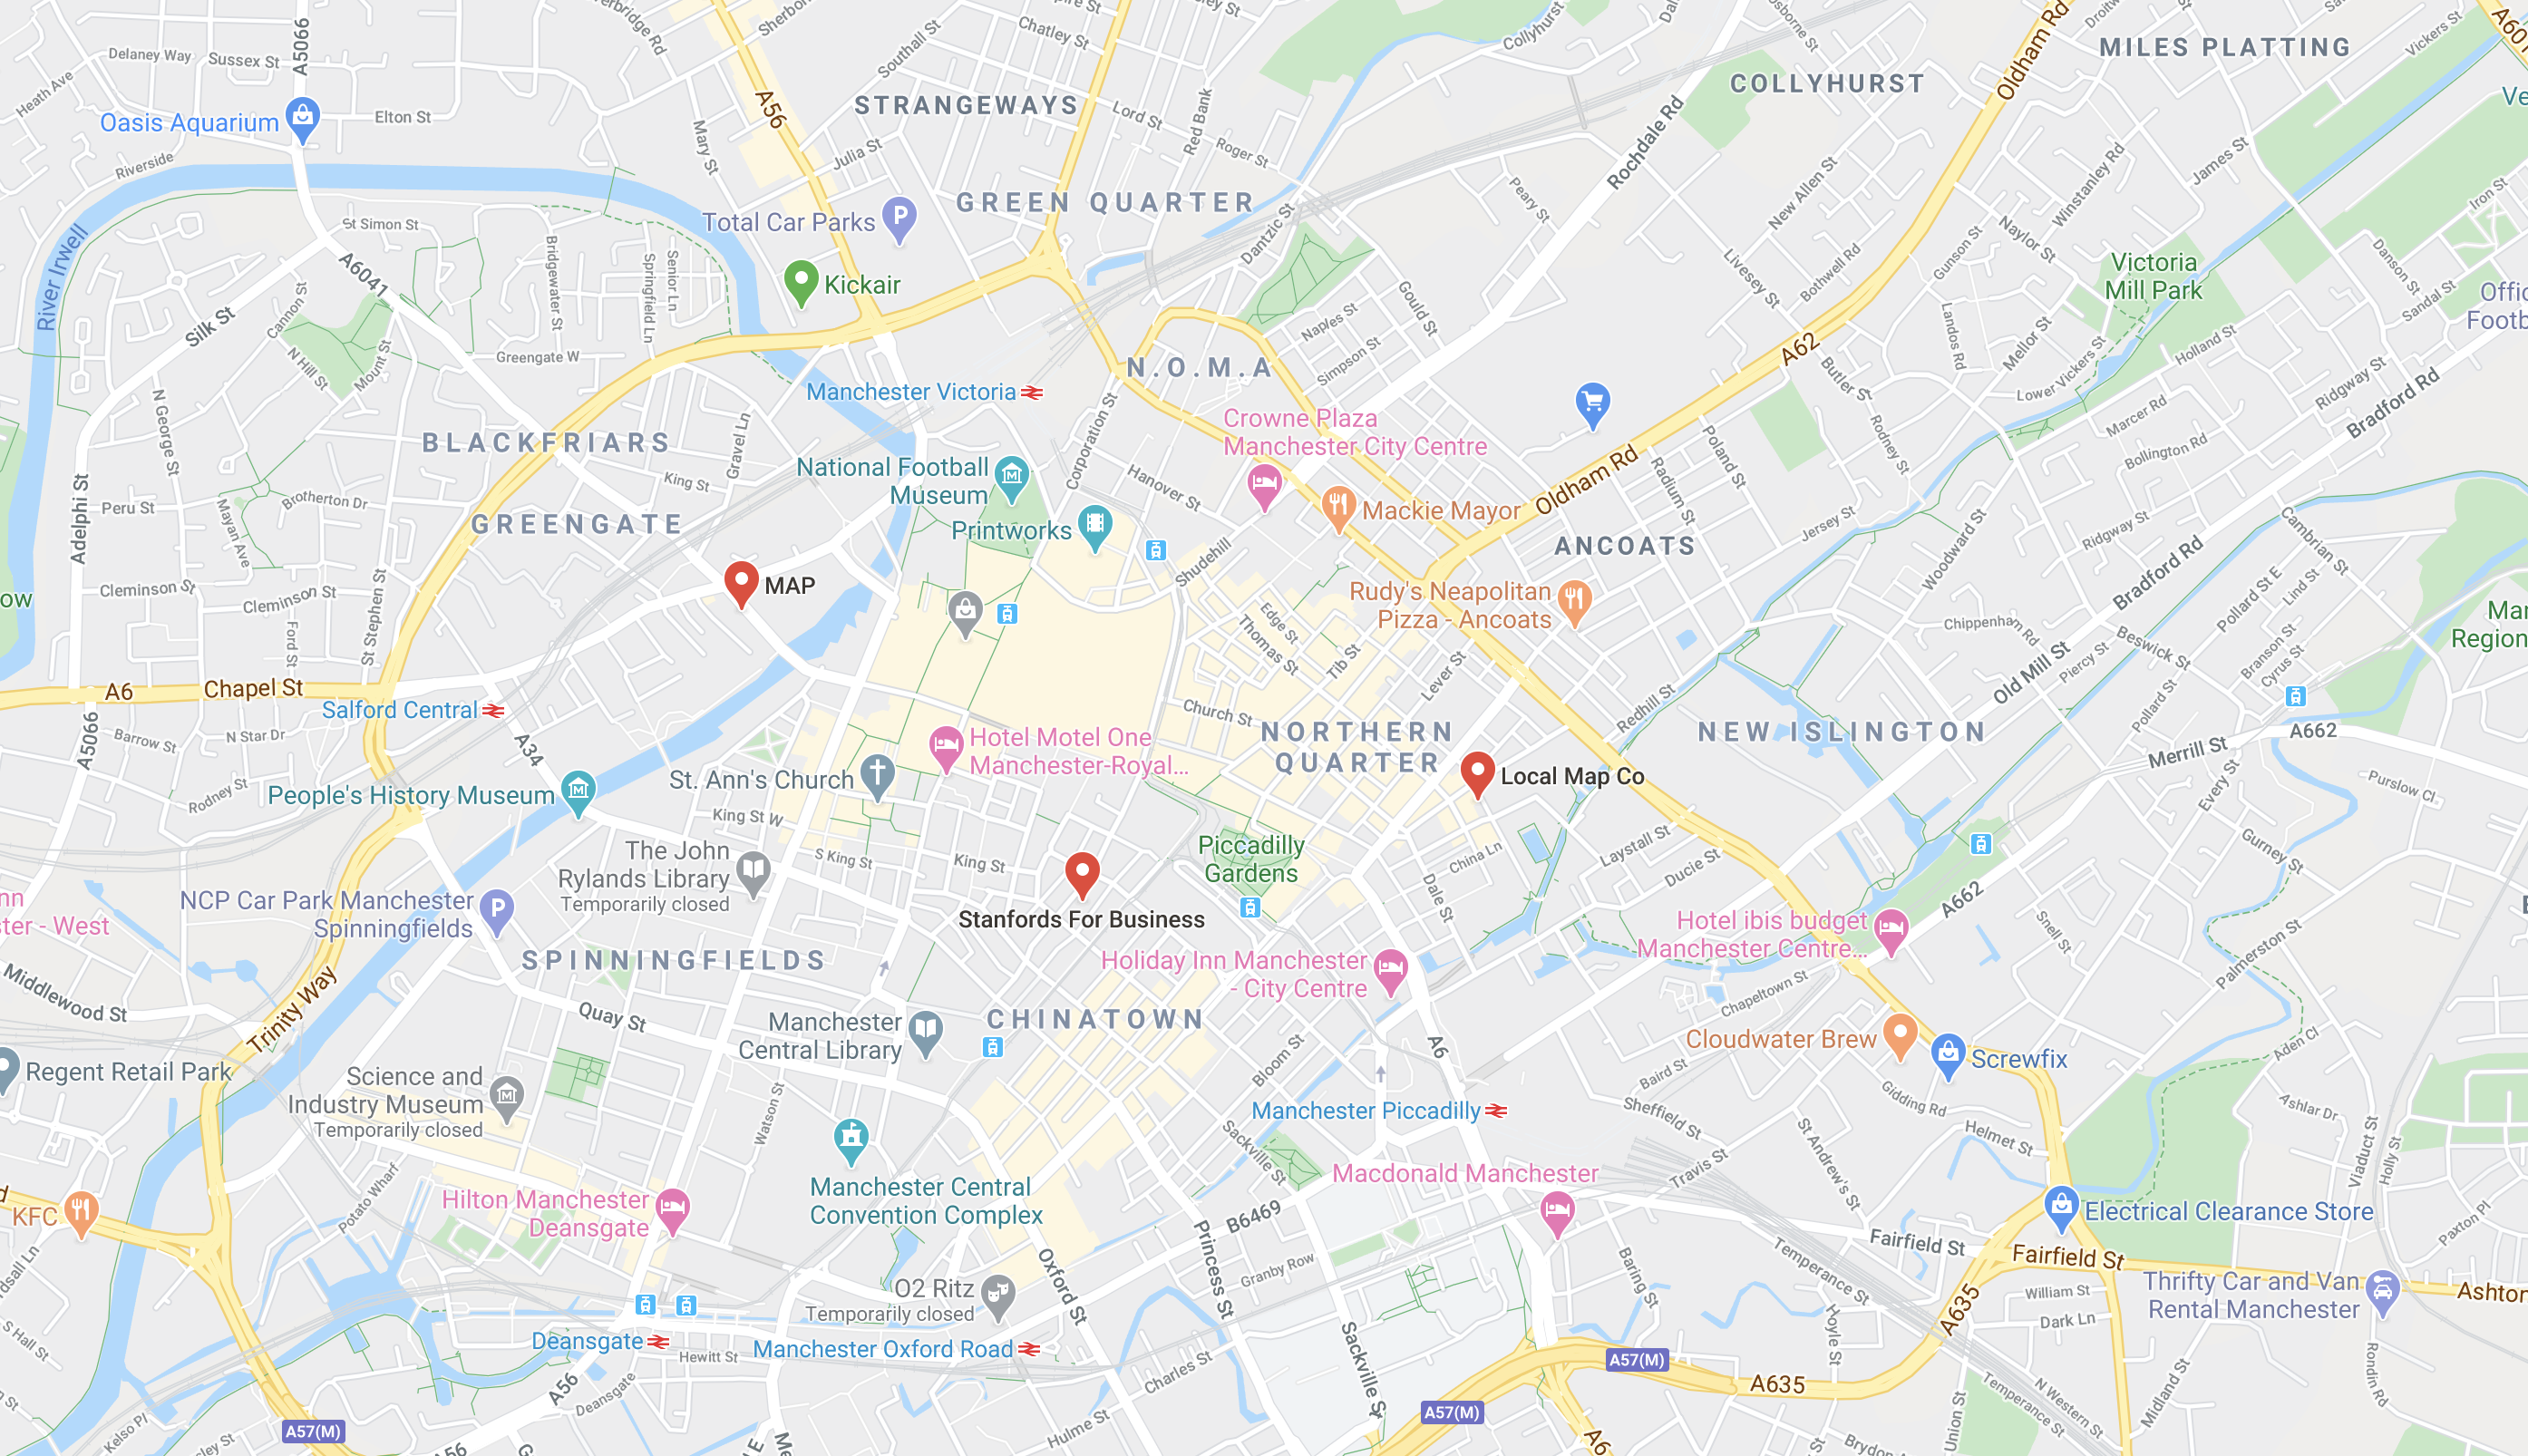 A5066
Delaney Way
Sussex St
Heath Ave
Oasis Aquarium
Elton St
Riverside
River Irwell
St Simon St
A6041
Silk St
Cannon St
N Hill St
Mount St
Bridgewater St
Springfield Ln
Senior Ln
Greengate W
Mary St
A56
Southall St
Chatley St
STRANGEWAYS
Lord St
Red Bank
Roger St
Julia St
GREEN QUARTER
Total Car Parks
Kickair
Dantzic St
Collyhurst
Rochdale Rd
COLLYHURST
Oldham Rd
MILES PLATTING
Vickers St
Peary St
New Allen St
Livesey St
Bothwell Rd
Winstanley Rd
James St
Naylor St
Gunson St
Iron St
Danson St
Sandal St
Victoria
Mill Park
Landos Rd
Mellor St
Lower Vickers St
Holland St
Ridgway St
Bradford Rd
Marcer Rd
Bollington Rd
Naples St
Simpson St
Gould St
N.O.M.A
A62
Butler St
Rodney St
Manchester Victoria
Corporation St
Crowne Plaza
Manchester City Centre
BLACKFRIARS
Gravel Ln
King St
National Football
Museum
Printworks
Hanover St
Mackie Mayor
Oldham Rd
Radium St
Poland St
Jersey St
ANCOATS
Woodward St
Ridgway St
Bradford Rd
Cambrian St
N George St
Adelphi St
Peru St
Mayan Ave
Brotherton Dr
GREENGATE
Cleminson St
Cleminson St
Ford St
St Stephen St
MAP
Shudehill
Edge St
Thomas St
Tib St
Lever St
Rudy's Neapolitan
Pizza - Ancoats
Chippenham Rd
Old Mill St
Piercy St
Beswick St
Pollard St E
Lind St
Branson St
Cyrus St
Pollard St
A6
Chapel St
Salford Central
A5066
Barrow St
N Star Dr
A34
Church St
NORTHERN
QUARTER
Redhill St
NEW ISLINGTON
Merrill St
A662
Purslow Cl
Every St
Gurney St
Hotel Motel One
Manchester-Royal...
St. Ann's Church
People's History Museum
Rodney St
Local Map Co
King St W
S King St
King St
The John
Rylands Library
Temporarily closed
Piccadilly
Gardens
China Ln
Dale St
Laystall St
Ducie St
Stanfords For Business
NCP Car Park Manchester
Spinningfields
SPINNINGFIELDS
Holiday Inn Manchester
- City Centre
Hotel ibis budget
Manchester Centre...
A662
Snell St
Palmerston St
Middlewood St
Trinity Way
Quay St
Manchester
Central Library
CHINATOWN
Chapeltown St
Cloudwater Brew
Screwfix
Aden Cl
Ashlar Dr
Regent Retail Park
Science and
Industry Museum
Temporarily closed
Watson St
Bloom St
A6
Baird St
Sheffield St
Gidding Rd
Helmet St
Manchester Piccadilly
Sackville St
Travis St
St Andrew's St
Viaduct St
Holly St
Paxton Pl
Potato Wharf
Manchester Central
Convention Complex
Macdonald Manchester
KFC
Hilton Manchester
Deansgate
B6469
Electrical Clearance Store
Fairfield St
Fairfield St
Ashton
O2 Ritz
Temporarily closed
Oxford St
Princess St
Granby Row
Baring St
Temperance St
William St
Dark Ln
Thrifty Car and Van
Rental Manchester
S Hall St
Deansgate
Hewitt St
Manchester Oxford Road
Charles St
Sackville St
A57(M)
A635
A635
Hoyle St
Rondin Rd
Temperance St
N Western St
Midland St
Union St
A56
Deansgate
Hulme St
A57(M)
A57(M)
Kelso Pl
A6